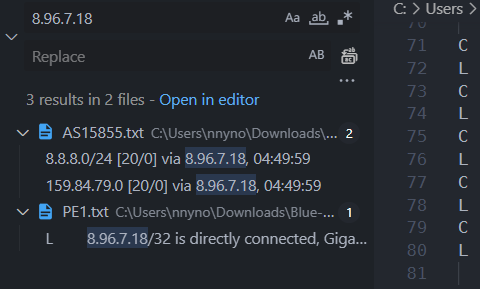 8.96.7.18
Aa ab .*
Replace
AB
...
3 results in 2 files - Open in editor
AS15855.txt C:\Users\nnyno\Downloads\... 2
8.8.8.0/24 [20/0] via 8.96.7.18, 04:49:59
159.84.79.0 [20/0] via 8.96.7.18, 04:49:59
PE1.txt C:\Users\nnyno\Downloads\Blue-... 1
L 8.96.7.18/32 is directly connected, Giga...
C: > Users >
70
71 C
72 L
73 C
74 L
75 C
76 L
77 C
78 L
79 C
80 L
81